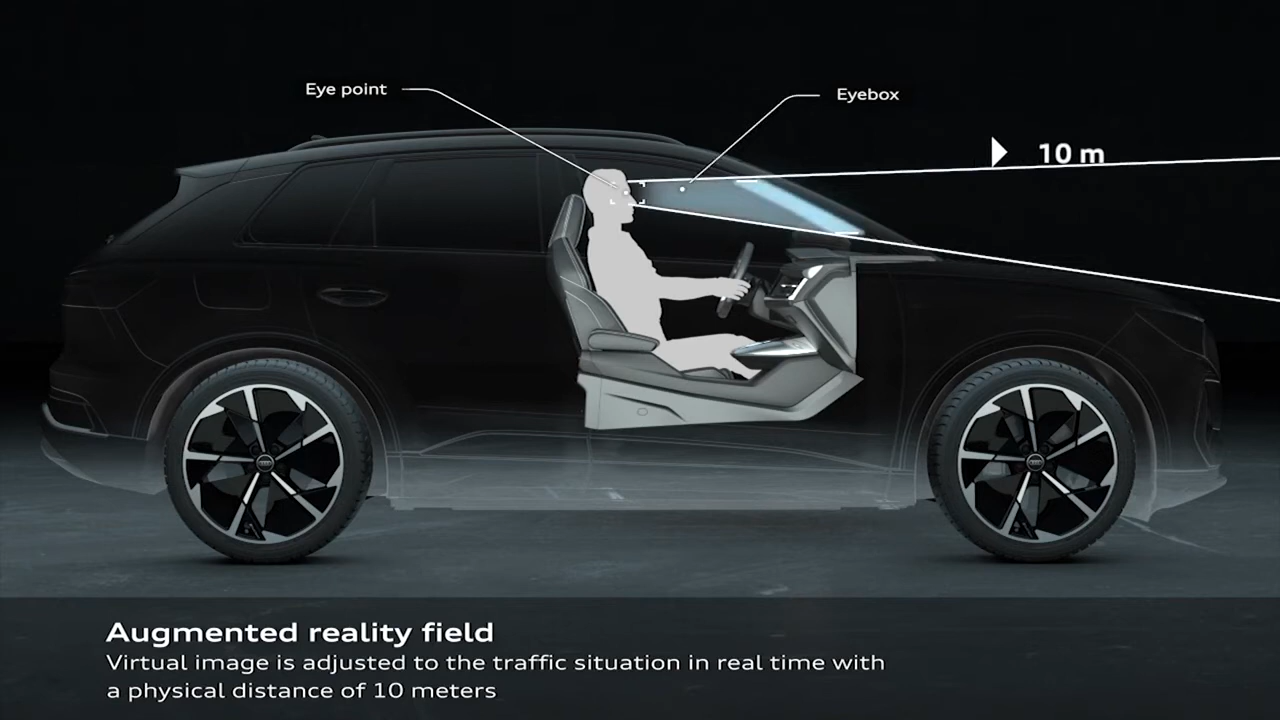 Eye point
Eyebox
10 m
Augmented reality field
Virtual image is adjusted to the traffic situation in real time with
a physical distance of 10 meters